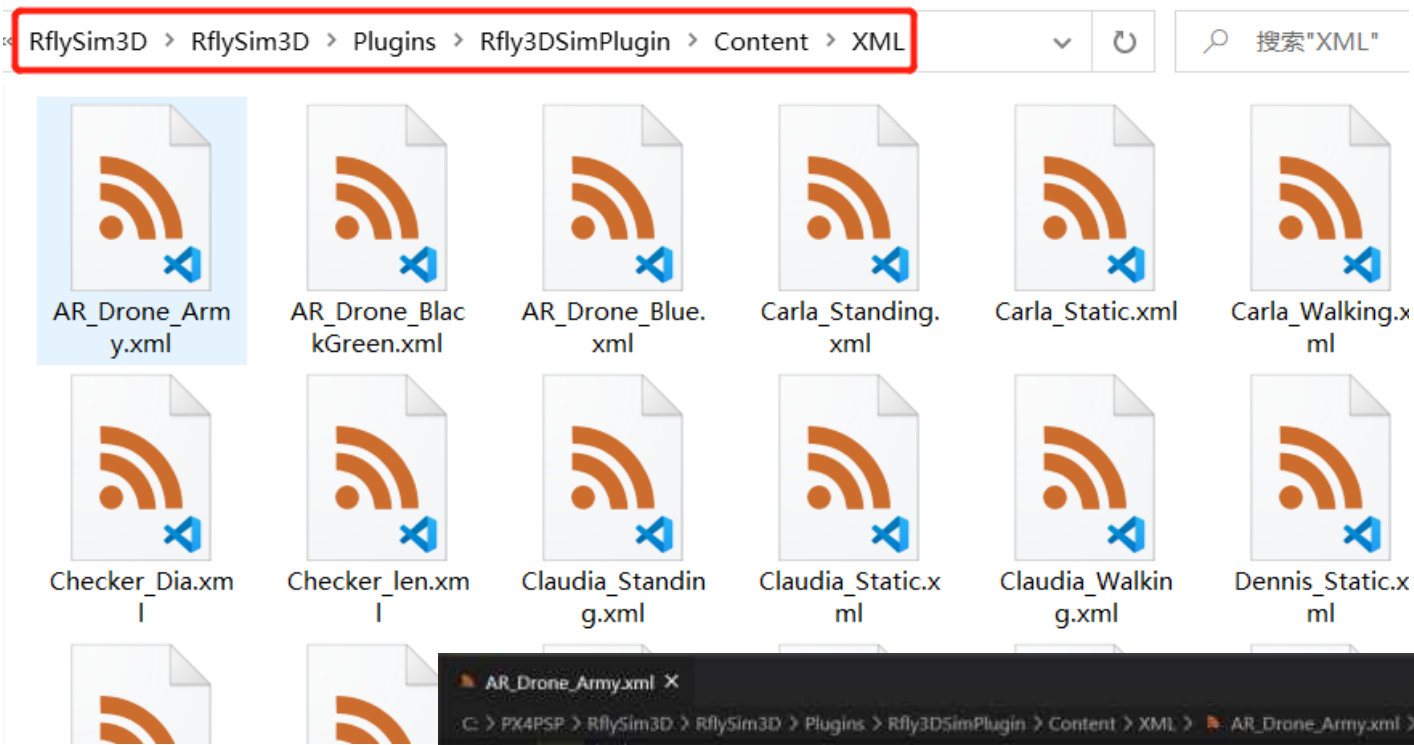 « RflySim3D > RflySim3D > Plugins > Rfly3DSimPlugin > Content > XML
搜索"XML"
AR_Drone_Arm
y.xml
AR_Drone_Blac
kGreen.xml
AR_Drone_Blue.
xml
Carla_Standing.
xml
Carla_Static.xml
Carla_Walking.x
ml
Checker_Dia.xm
l
Checker_len.xm
l
Claudia_Standin
g.xml
Claudia_Static.x
ml
Claudia_Walkin
g.xml
Dennis_Static.x
ml
AR_Drone_Army.xml ×
C: > PX4PSP > RflySim3D > RflySim3D > Plugins > Rfly3DSimPlugin > Content > XML > AR_Drone_Army.xml >